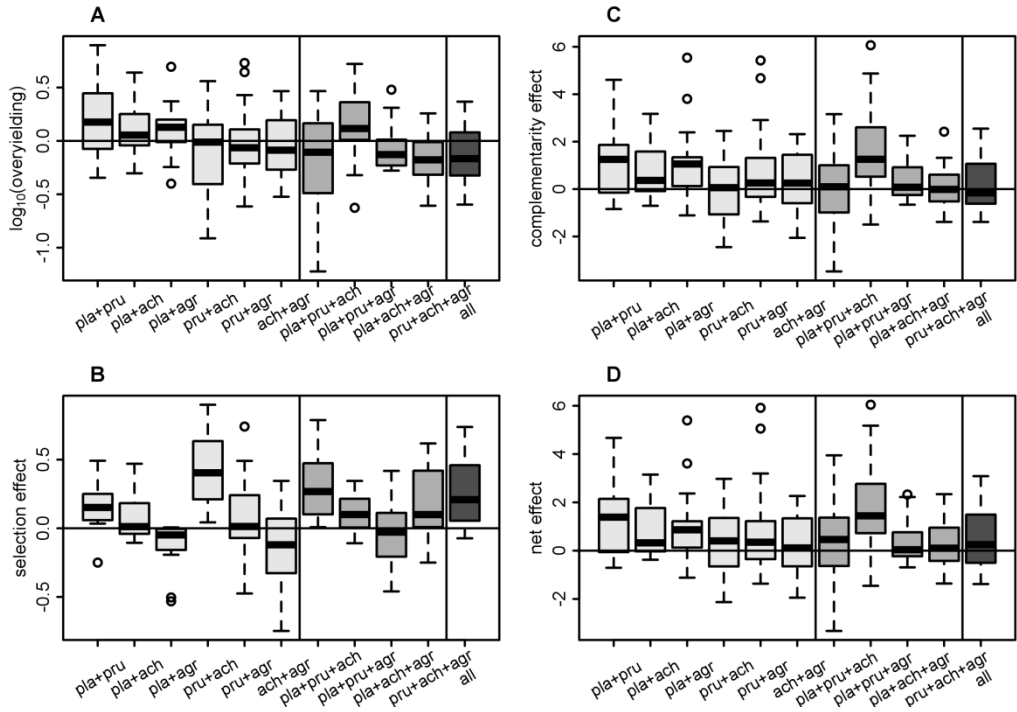 A
log10(overyielding)
0.5
0.0
-0.5
-1.0
pla+pru
pla+ach
pla+agr
pru+ach
pru+agr
ach+agr
pla+pru+ach
pla+pru+agr
pla+ach+agr
pru+ach+agr
all
C
complementarity effect
6
4
2
0
-2
pla+pru
pla+ach
pla+agr
pru+ach
pru+agr
ach+agr
pla+pru+ach
pla+pru+agr
pla+ach+agr
pru+ach+agr
all
B
selection effect
0.5
0.0
-0.5
pla+pru
pla+ach
pla+agr
pru+ach
pru+agr
ach+agr
pla+pru+ach
pla+pru+agr
pla+ach+agr
pru+ach+agr
all
D
net effect
6
4
2
0
-2
pla+pru
pla+ach
pla+agr
pru+ach
pru+agr
ach+agr
pla+pru+ach
pla+pru+agr
pla+ach+agr
pru+ach+agr
all